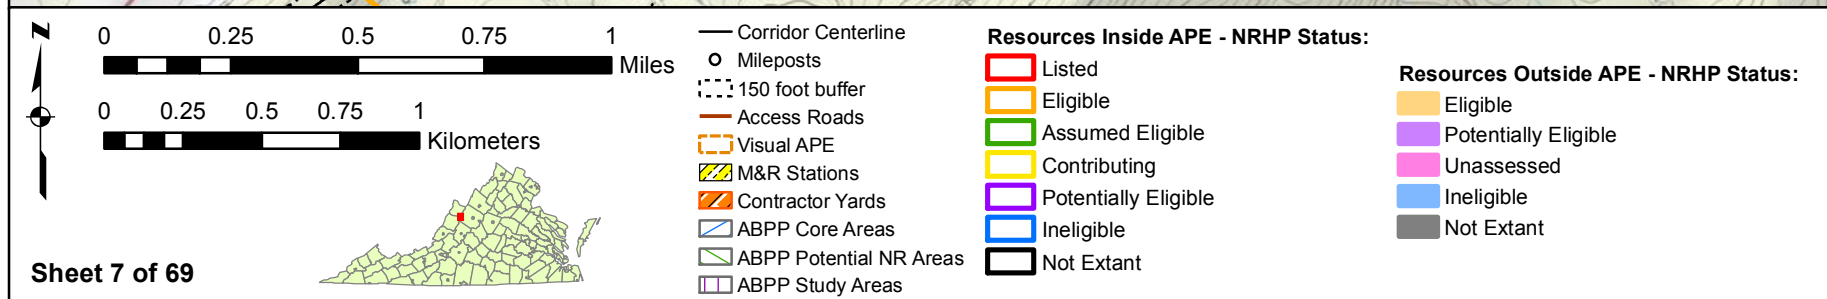 N
0 0.25 0.5 0.75 1
Miles
0 0.25 0.5 0.75 1
Kilometers
Sheet 7 of 69
Corridor Centerline
Mileposts
150 foot buffer
Access Roads
Visual APE
M&R Stations
Contractor Yards
ABPP Core Areas
ABPP Potential NR Areas
ABPP Study Areas
Resources Inside APE - NRHP Status:
Listed
Eligible
Assumed Eligible
Contributing
Potentially Eligible
Ineligible
Not Extant
Resources Outside APE - NRHP Status:
Eligible
Potentially Eligible
Unassessed
Ineligible
Not Extant